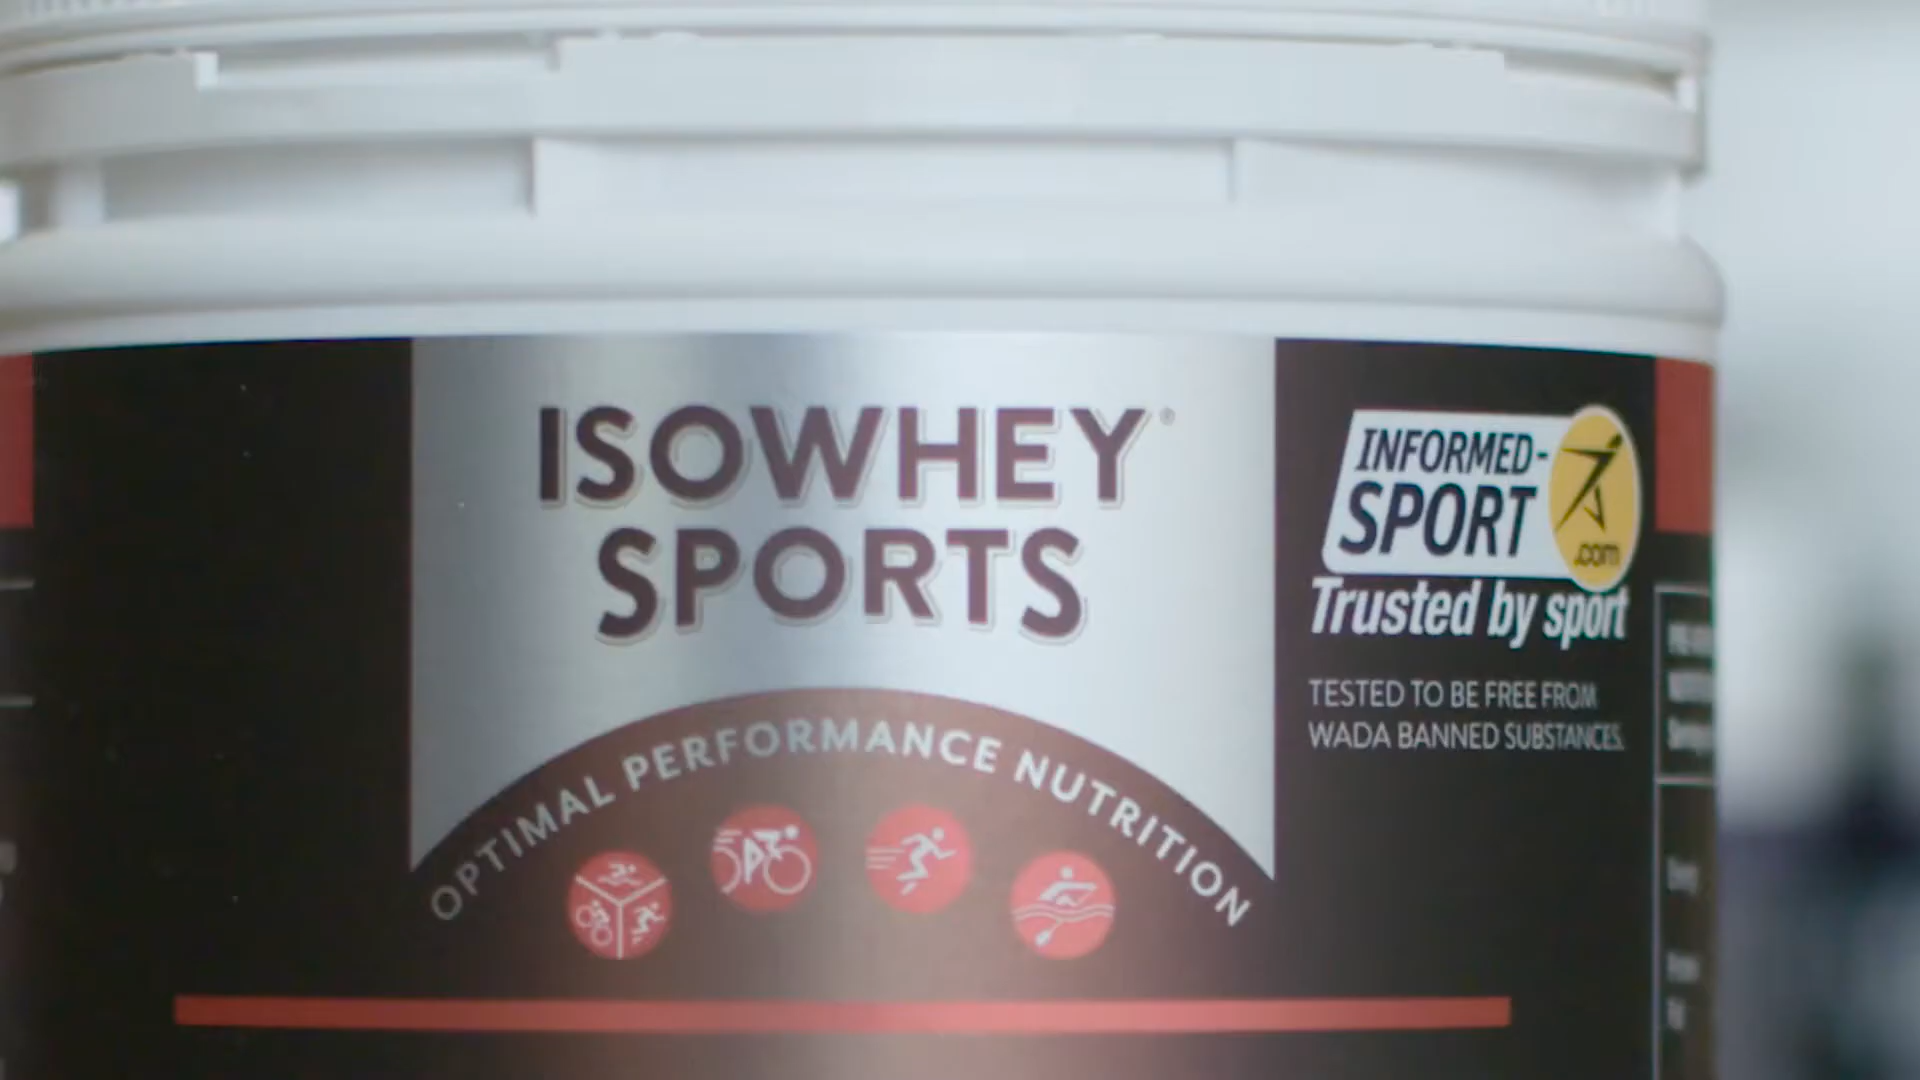 ISOWHEY®
SPORTS
OPTIMAL PERFORMANCE NUTRITION
INFORMED-
SPORT
.com
Trusted by sport
TESTED TO BE FREE FROM
WADA BANNED SUBSTANCES.